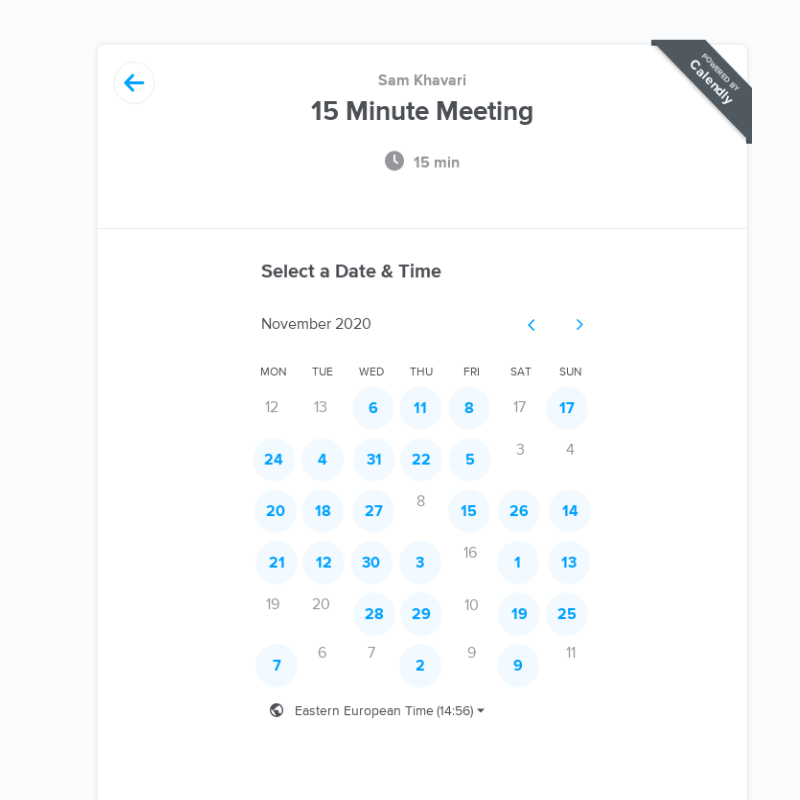 POWERED BY
Calendly
Sam Khavari
15 Minute Meeting
15 min
Select a Date & Time
November 2020
MON TUE WED THU FRI SAT SUN
12 13 6 11 8 17 17
24 4 31 22 5 3 4
20 18 27 8 15 26 14
21 12 30 3 16 1 13
19 20 28 29 10 19 25
7 6 7 2 9 9 11
Eastern European Time (14:56)